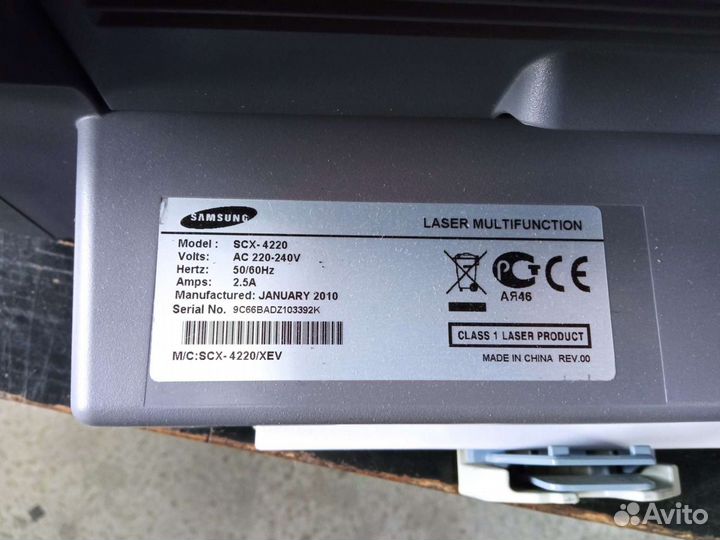 SAMSUNG
LASER MULTIFUNCTION
Model : SCX- 4220
Volts: AC 220-240V
Hertz: 50/60Hz
Amps: 2.5A
Manufactured: JANUARY 2010
Serial No. 9C66BADZ103392K
M/C:SCX- 4220/XEV
РСТ CE
АЯ46
CLASS 1 LASER PRODUCT
MADE IN CHINA REV.00
Avito